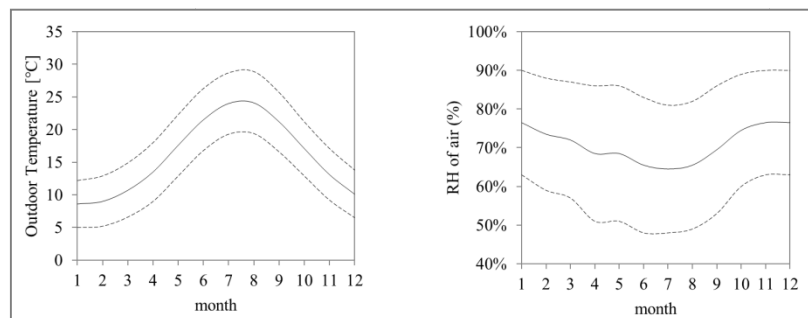 Outdoor Temperature [°C]
35
30
25
20
15
10
5
0
1 2 3 4 5 6 7 8 9 10 11 12
month
RH of air (%)
100%
90%
80%
70%
60%
50%
40%
1 2 3 4 5 6 7 8 9 10 11 12
month